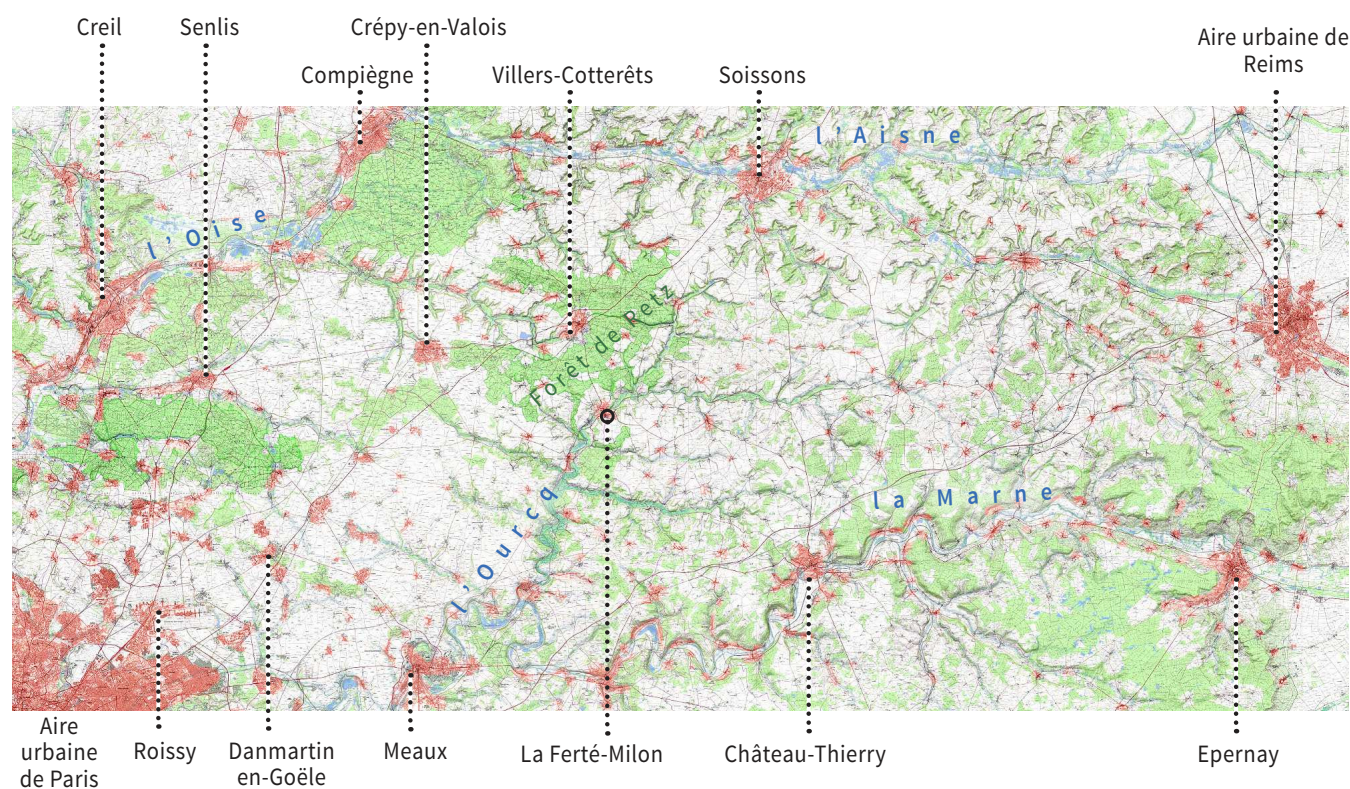 Creil
Senlis
Crépy-en-Valois
Compiègne
Villers-Cotterêts
Soissons
Aire urbaine de
Reims
l'Aisne
l'Oise
Forêt de Retz
l'Ourcq
la Marne
Aire
urbaine
de Paris
Roissy
Danmartin
en-Goële
Meaux
La Ferté-Milon
Château-Thierry
Epernay